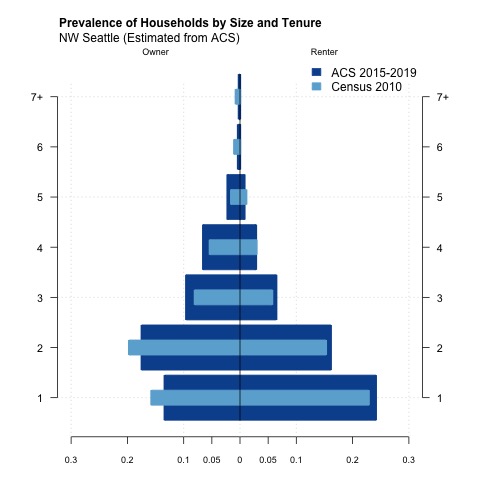 Prevalence of Households by Size and Tenure
NW Seattle (Estimated from ACS)
Owner Renter
ACS 2015-2019
Census 2010
7+ 7+
6 6
5 5
4 4
3 3
2 2
1 1
0.3 0.2 0.1 0.05 0 0.05 0.1 0.2 0.3